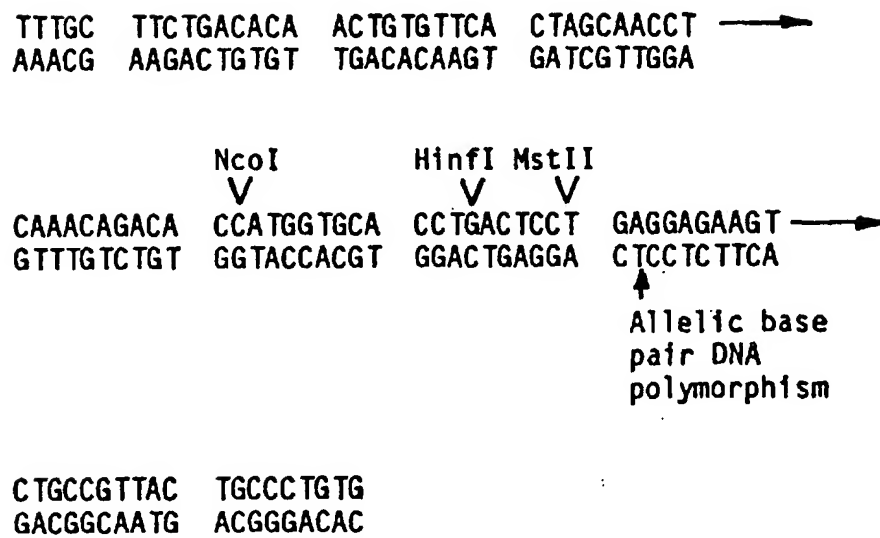 TTTGC TTCTGACACA ACTGTGTTCA CTAGCAACCT
AAACG AAGACTGTGT TGACACAAGT GATCGTTGGA
NcoI HinfI MstII
CAAACAGACA CCATGGTGCA CCTGACTCCT GAGGAGAAGT
GTTTGTCTGT GGTACCACGT GGACTGAGGA CTCCTCTTCA
Allelic base
pair DNA
polymorphism
CTGCCGTTAC TGCCCTGTG
GACGGCAATG ACGGGACAC